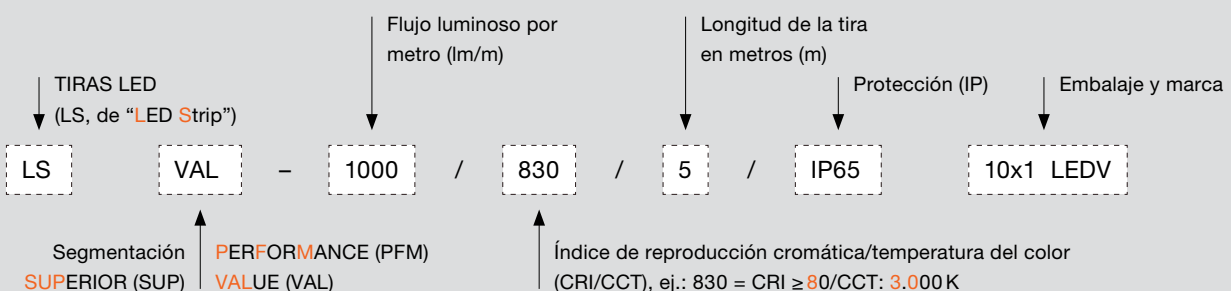 Flujo luminoso por
metro (lm/m)
Longitud de la tira
en metros (m)
TIRAS LED
(LS, de “LED Strip”)
Protección (IP)
Embalaje y marca
LS VAL – 1000 / 830 / 5 / IP65 10x1 LEDV
Segmentación
SUPERIOR (SUP)
PERFORMANCE (PFM)
VALUE (VAL)
Índice de reproducción cromática/temperatura del color
(CRI/CCT), ej.: 830 = CRI ≥ 80/CCT: 3.000 K